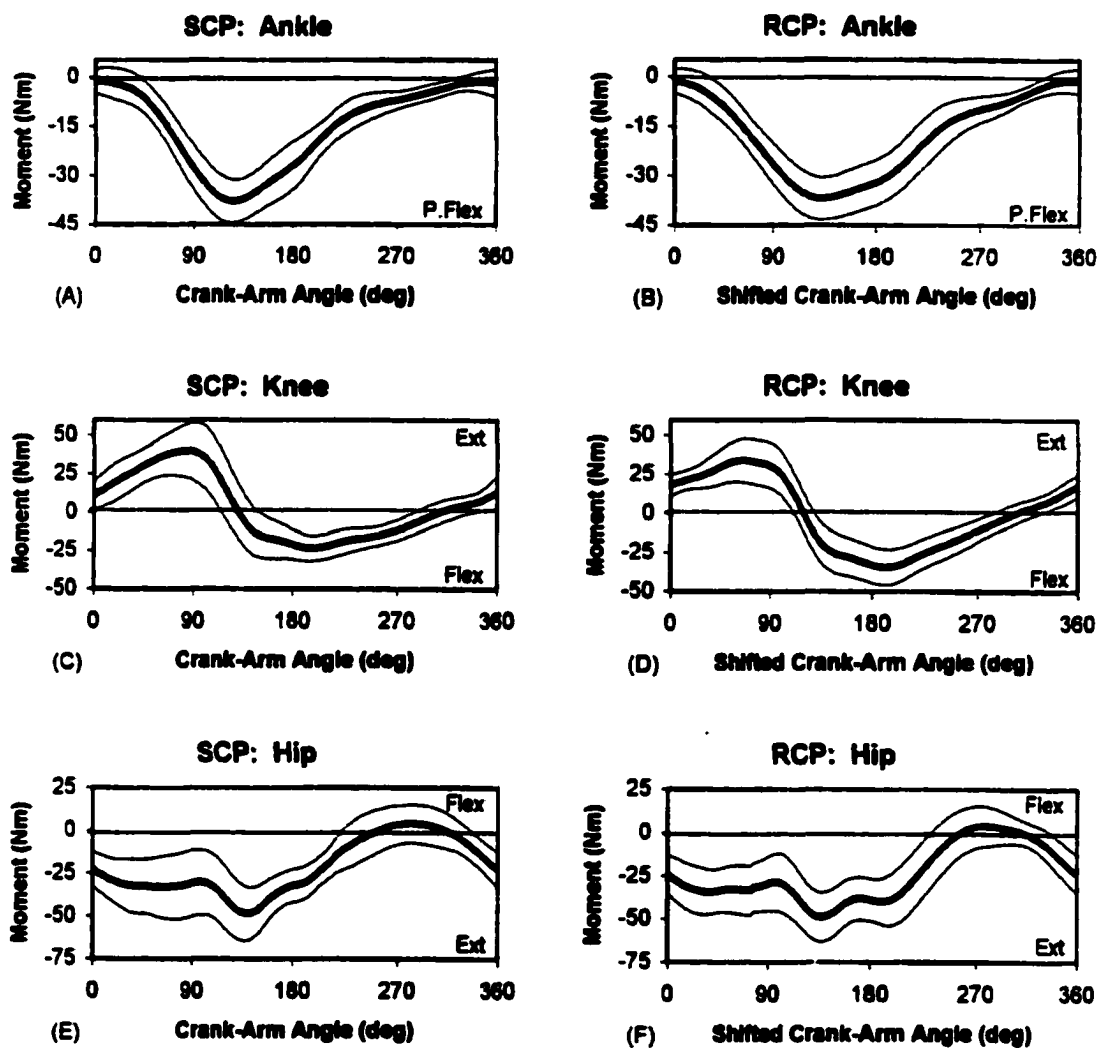 SCP: Ankle
Moment (Nm)
0
-15
-30
-45
P.Flex
0 90 180 270 360
(A) Crank-Arm Angle (deg)
RCP: Ankle
Moment (Nm)
0
-15
-30
-45
P.Flex
0 90 180 270 360
(B) Shifted Crank-Arm Angle (deg)
SCP: Knee
Moment (Nm)
50
25
0
-25
-50
Ext
Flex
0 90 180 270 360
(C) Crank-Arm Angle (deg)
RCP: Knee
Moment (Nm)
50
25
0
-25
-50
Ext
Flex
0 90 180 270 360
(D) Shifted Crank-Arm Angle (deg)
SCP: Hip
Moment (Nm)
25
0
-25
-50
-75
Flex
Ext
0 90 180 270 360
(E) Crank-Arm Angle (deg)
RCP: Hip
Moment (Nm)
25
0
-25
-50
-75
Flex
Ext
0 90 180 270 360
(F) Shifted Crank-Arm Angle (deg)